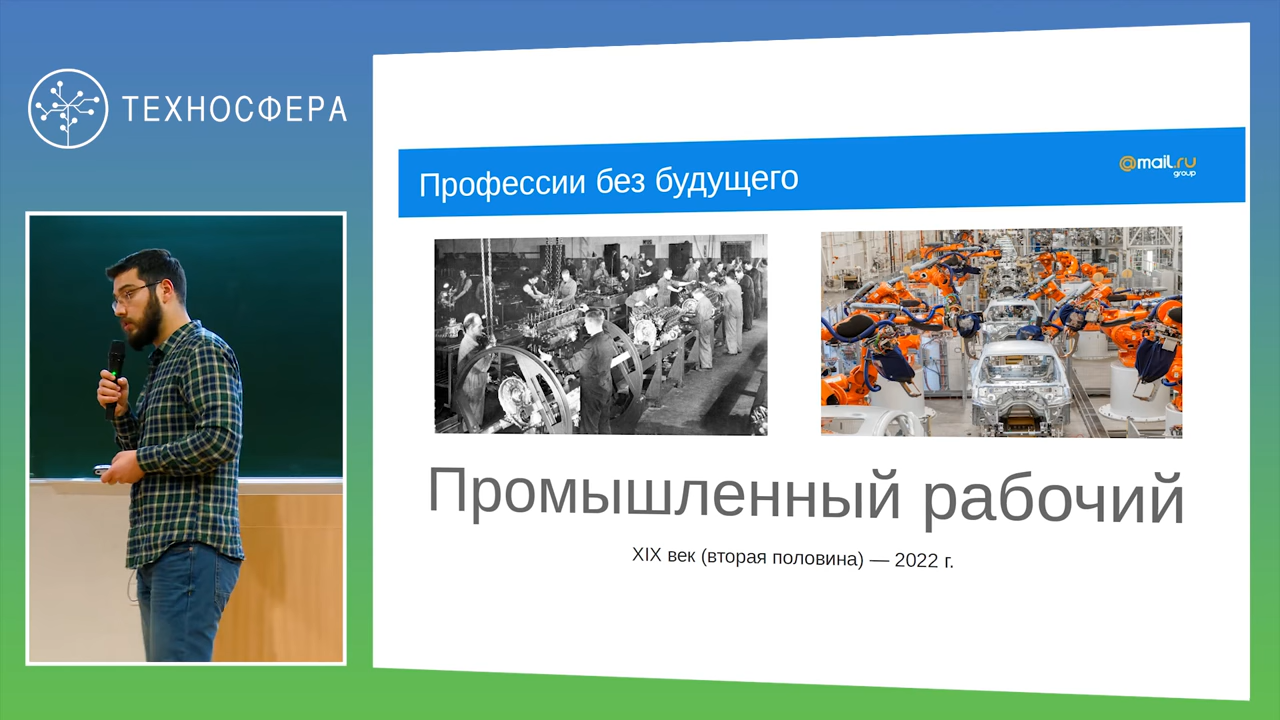 ТЕХНОСФЕРА
Профессии без будущего
@mail.ru
group
Промышленный рабочий
XIX век (вторая половина) — 2022 г.